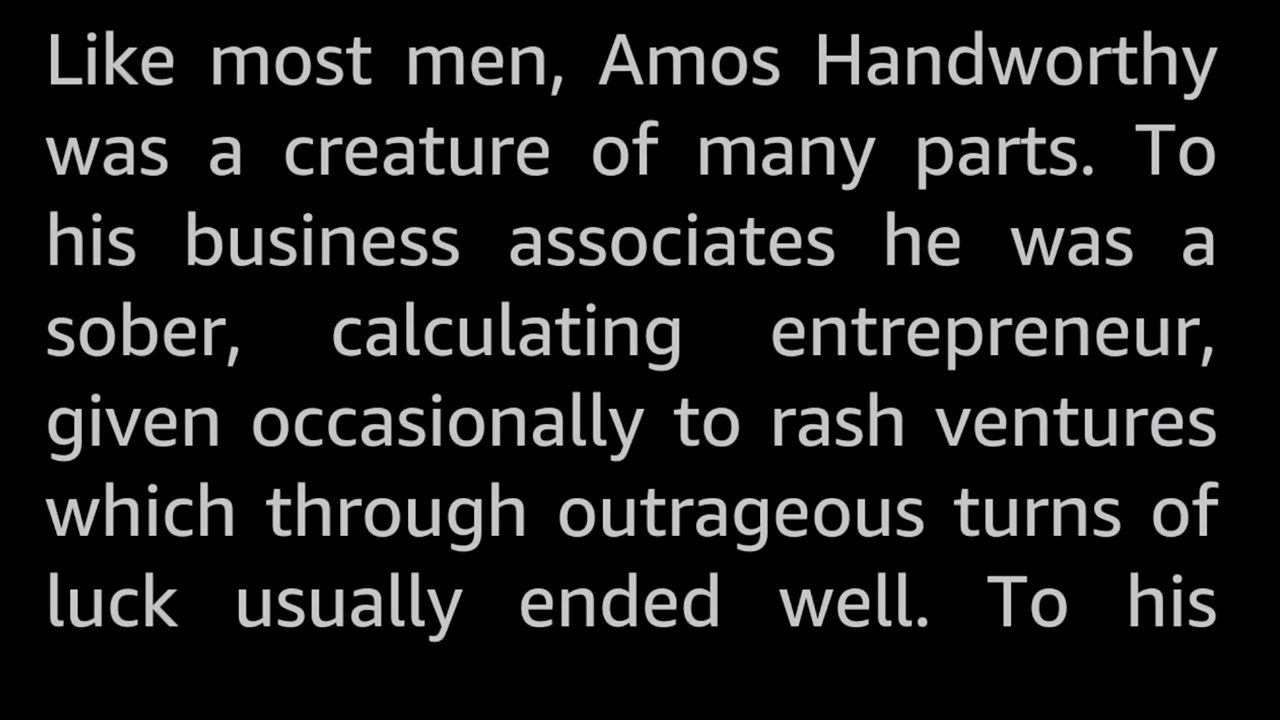 Like most men, Amos Handworthy
was a creature of many parts. To
his business associates he was a
sober, calculating entrepreneur,
given occasionally to rash ventures
which through outrageous turns of
luck usually ended well. To his